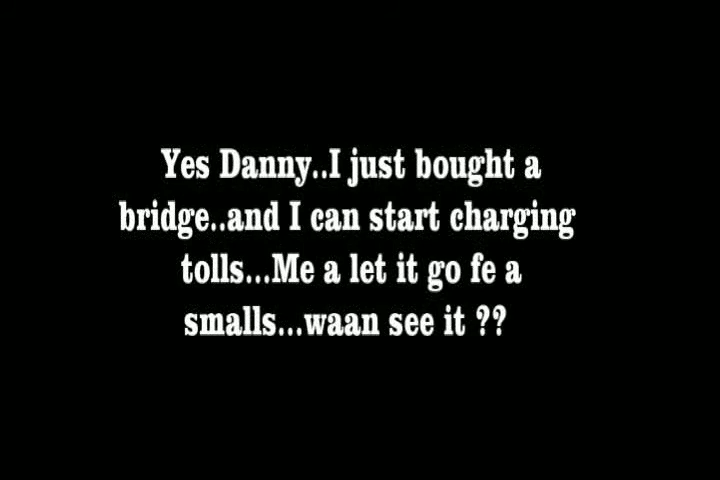 Yes Danny..I just bought a
bridge..and I can start charging
tolls...Me a let it go fe a
smalls...waan see it ??